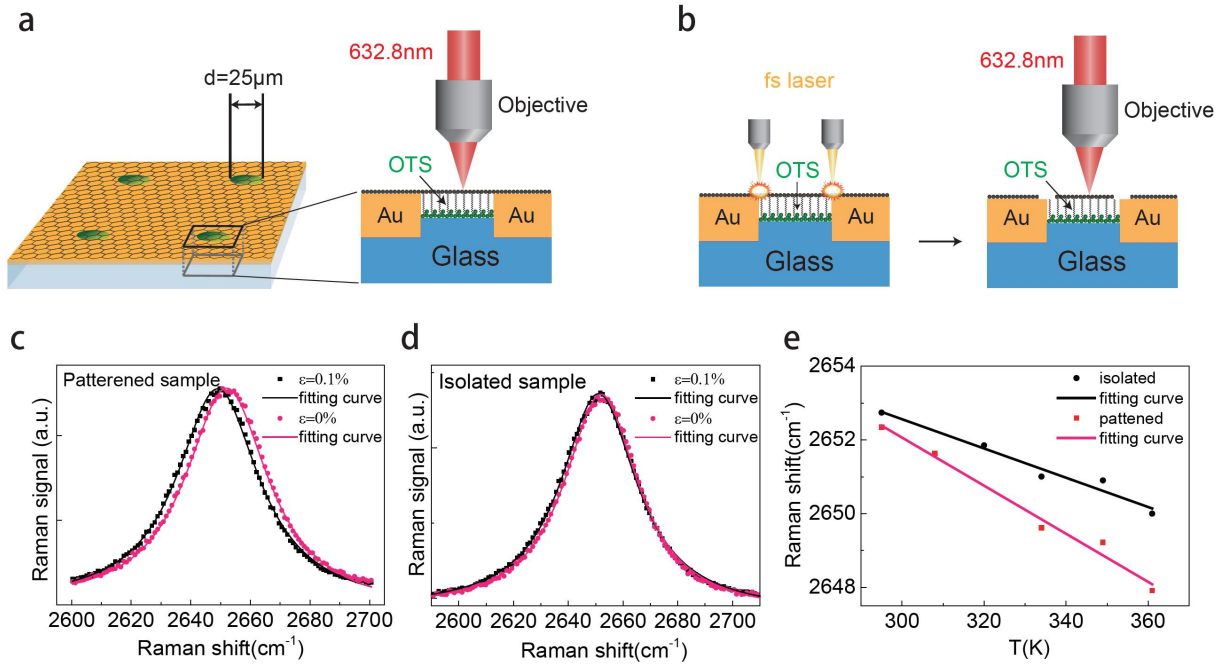 a
d=25μm
632.8nm
Objective
OTS
Au
Au
Glass
b
fs laser
OTS
Au
Au
Glass
632.8nm
Objective
OTS
Au
Au
Glass
c
Raman signal (a.u.)
Patterened sample
ε=0.1%
fitting curve
ε=0%
fitting curve
2600 2620 2640 2660 2680 2700
Raman shift(cm⁻¹)
d
Raman signal (a.u.)
Isolated sample
ε=0.1%
fitting curve
ε=0%
fitting curve
2600 2620 2640 2660 2680 2700
Raman shift(cm⁻¹)
e
Raman shift(cm⁻¹)
2654
2652
2650
2648
isolated
fitting curve
pattened
fitting curve
300 320 340 360
T(K)